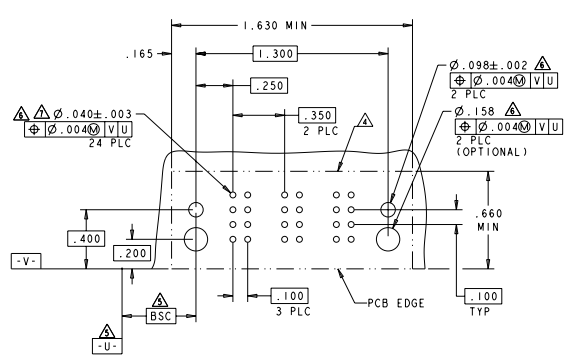 1.630 MIN
.165
1.300
.250
Ø.098±.002 6
⌖ Ø.004Ⓜ V U
2 PLC
6 7 Ø.040±.003
⌖ Ø.004Ⓜ V U
24 PLC
.350
2 PLC
4
Ø.158 6
⌖ Ø.004Ⓜ V U
2 PLC
(OPTIONAL)
.660
MIN
.400
.200
-V-
5
BSC
.100
3 PLC
PCB EDGE
.100
TYP
5
-U-